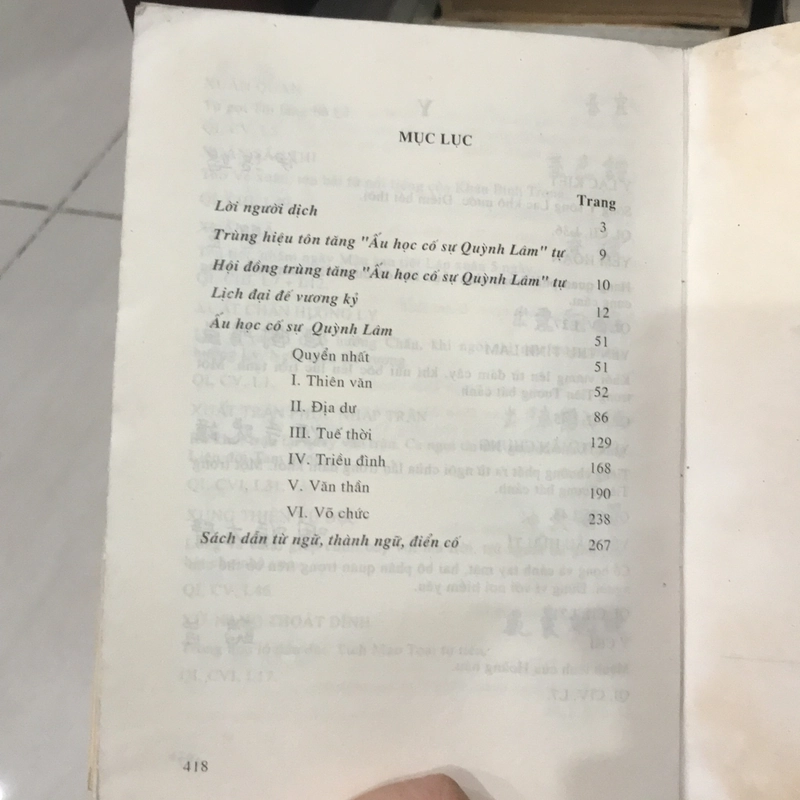 MỤC LỤC
Trang
Lời người dịch 3
Trùng hiệu tôn tăng "Ấu học cố sự Quỳnh Lâm" tự 9
Hội đồng trùng tăng "Ấu học cố sự Quỳnh Lâm" tự 10
Lịch đại đế vương kỷ 12
Ấu học cố sự Quỳnh Lâm 51
Quyển nhất 51
I. Thiên văn 52
II. Địa dư 86
III. Tuế thời 129
IV. Triều đình 168
V. Văn thần 190
VI. Võ chức 238
Sách dẫn từ ngữ, thành ngữ, điển cố 267
418